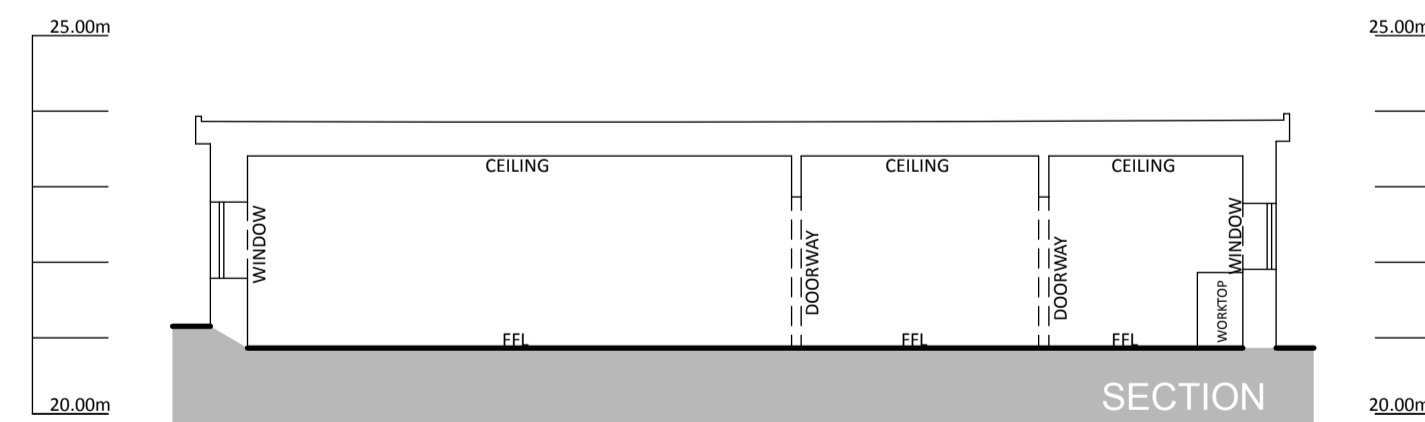 25.00m
25.00m
CEILING
CEILING
CEILING
WINDOW
DOORWAY
DOORWAY
WINDOW
WORKTOP
FFL
FFL
FFL
SECTION
20.00m
20.00m